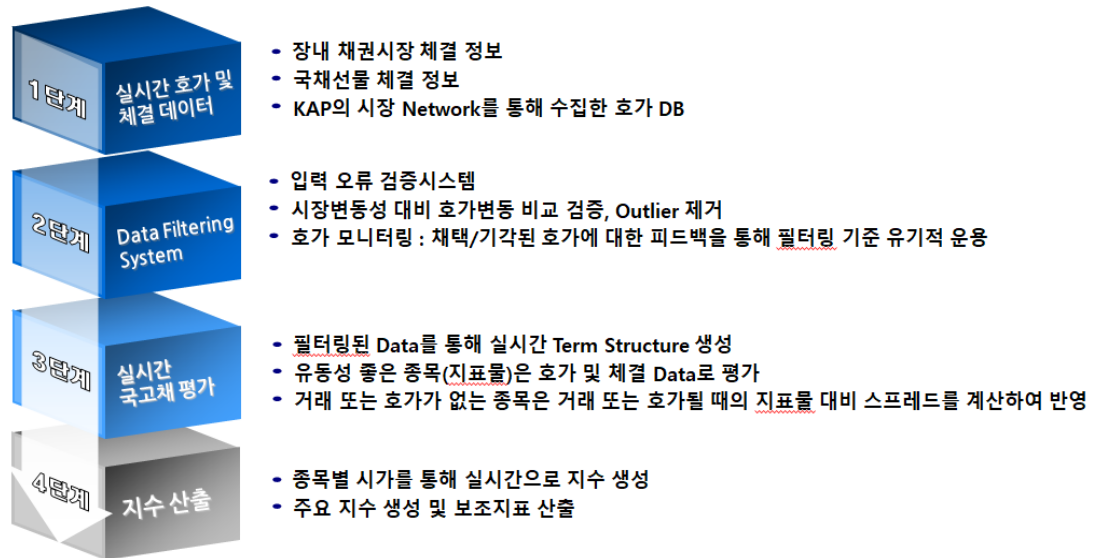 1단계
실시간 호가 및
체결 데이터
• 장내 채권시장 체결 정보
• 국채선물 체결 정보
• KAP의 시장 Network를 통해 수집한 호가 DB
2단계
Data Filtering
System
• 입력 오류 검증시스템
• 시장변동성 대비 호가변동 비교 검증, Outlier 제거
• 호가 모니터링 : 채택/기각된 호가에 대한 피드백을 통해 필터링 기준 유기적 운용
3단계
실시간
국고채 평가
• 필터링된 Data를 통해 실시간 Term Structure 생성
• 유동성 좋은 종목(지표물)은 호가 및 체결 Data로 평가
• 거래 또는 호가가 없는 종목은 거래 또는 호가될 때의 지표물 대비 스프레드를 계산하여 반영
4단계
지수 산출
• 종목별 시가를 통해 실시간으로 지수 생성
• 주요 지수 생성 및 보조지표 산출